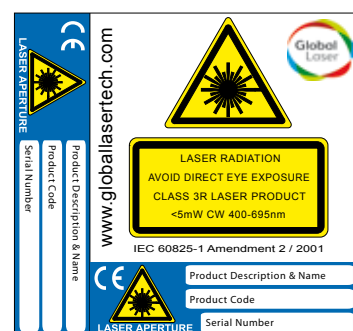 LASER APERTURE
Serial Number
Product Code
Product Description & Name
CE
www.globallasertech.com
Global
Laser
LASER RADIATION
AVOID DIRECT EYE EXPOSURE
CLASS 3R LASER PRODUCT
<5mW CW 400-695nm
IEC 60825-1 Amendment 2 / 2001
CE
LASER APERTURE
Product Description & Name
Product Code
Serial Number